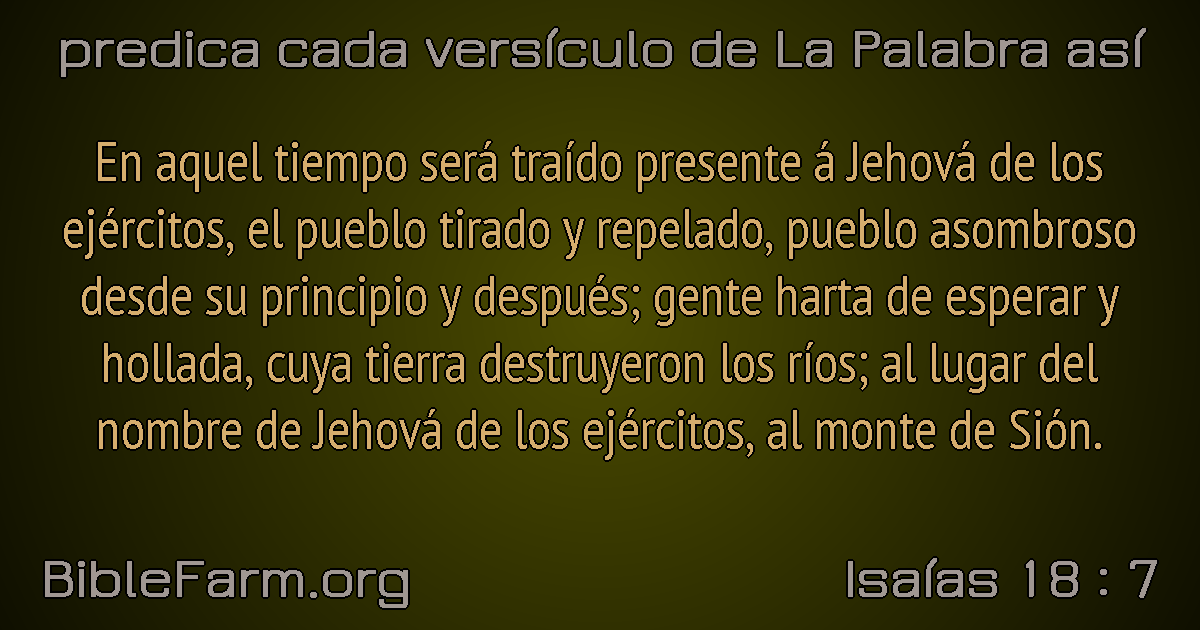 predica cada versículo de La Palabra así
En aquel tiempo será traído presente á Jehová de los
ejércitos, el pueblo tirado y repelado, pueblo asombroso
desde su principio y después; gente harta de esperar y
hollada, cuya tierra destruyeron los ríos; al lugar del
nombre de Jehová de los ejércitos, al monte de Sión.
BibleFarm.org
Isaías 18 : 7